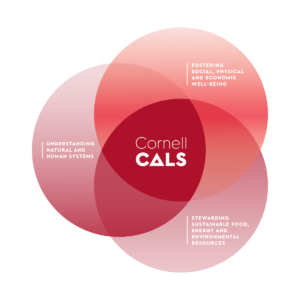 FOSTERING
SOCIAL, PHYSICAL
AND ECONOMIC
WELL-BEING
UNDERSTANDING
NATURAL AND
HUMAN SYSTEMS
Cornell
CALS
STEWARDING
SUSTAINABLE FOOD,
ENERGY AND
ENVIRONMENTAL
RESOURCES